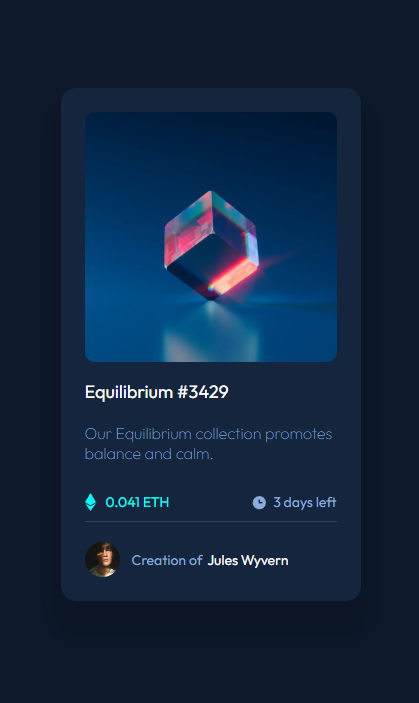 Equilibrium #3429
Our Equilibrium collection promotes
balance and calm.
0.041 ETH
3 days left
Creation of Jules Wyvern